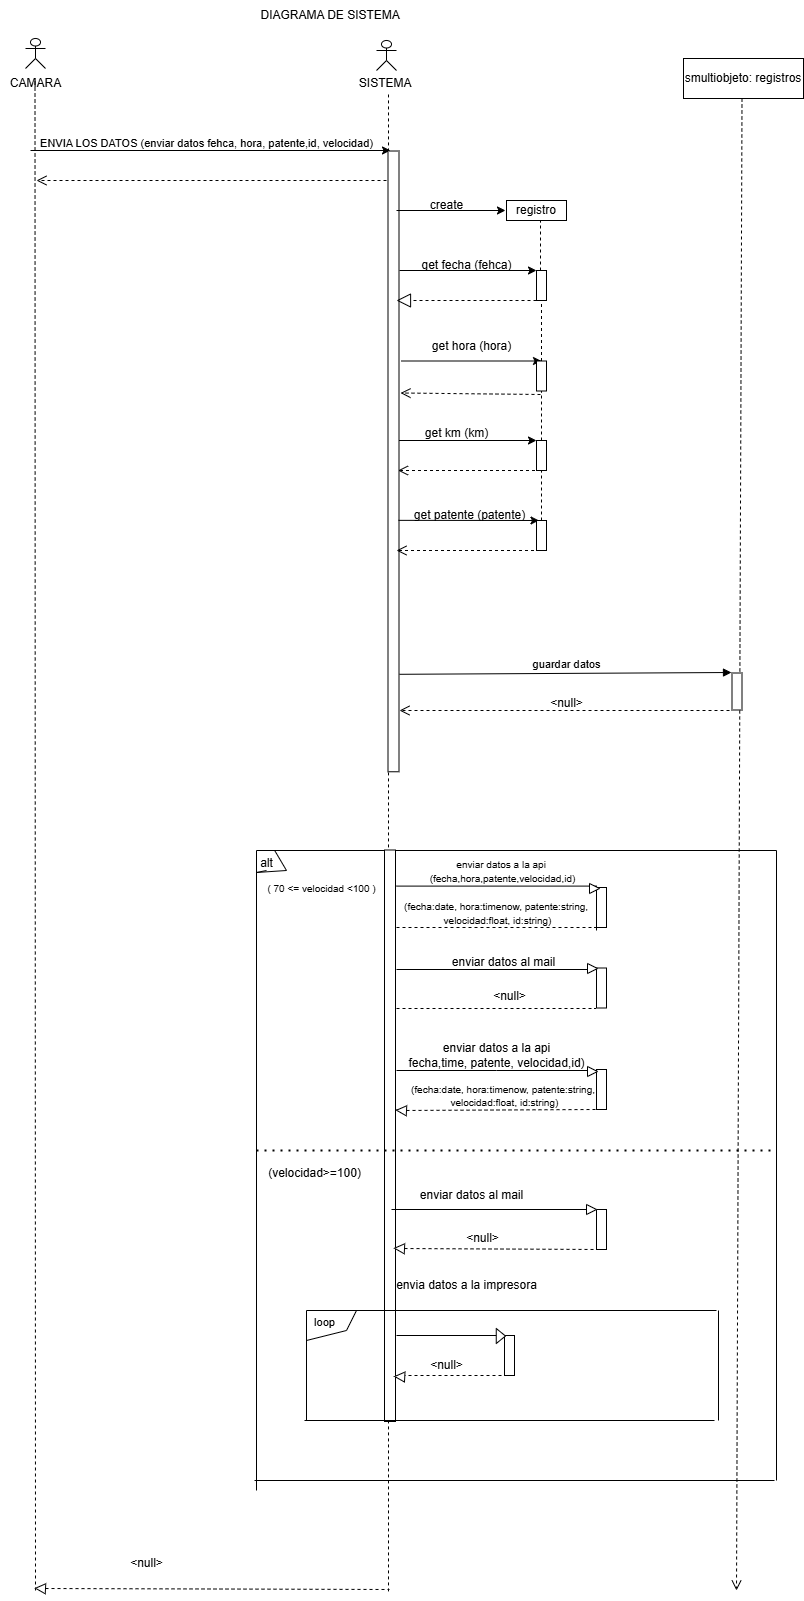 DIAGRAMA DE SISTEMA
CAMARA
SISTEMA
smultiobjeto: registros
ENVIA LOS DATOS (enviar datos fehca, hora, patente,id, velocidad)
create
registro
get fecha (fehca)
get hora (hora)
get km (km)
get patente (patente)
guardar datos
<null>
alt
( 70 <= velocidad <100 )
enviar datos a la api
(fecha,hora,patente,velocidad,id)
(fecha:date, hora:timenow, patente:string,
velocidad:float, id:string)
enviar datos al mail
<null>
enviar datos a la api
fecha,time, patente, velocidad,id)
(fecha:date, hora:timenow, patente:string,
velocidad:float, id:string)
(velocidad>=100)
enviar datos al mail
<null>
envia datos a la impresora
loop
<null>
<null>